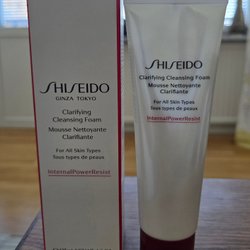 SHISEIDO
GINZA TOKYO
Clarifying
Cleansing Foam
Mousse Nettoyante
Clarifiante
For All Skin Types
Tous types de peaux
InternalPowerResist
SHISEIDO
Clarifying Cleansing Foam
Mousse Nettoyante
Clarifiante
For All Skin Types
Tous types de peaux
InternalPowerResist